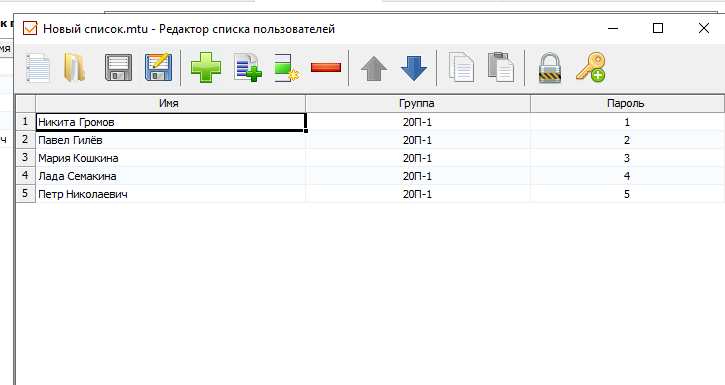 Новый список.mtu - Редактор списка пользователей
Имя Группа Пароль
1 Никита Громов 20П-1 1
2 Павел Гилёв 20П-1 2
3 Мария Кошкина 20П-1 3
4 Лада Семакина 20П-1 4
5 Петр Николаевич 20П-1 5